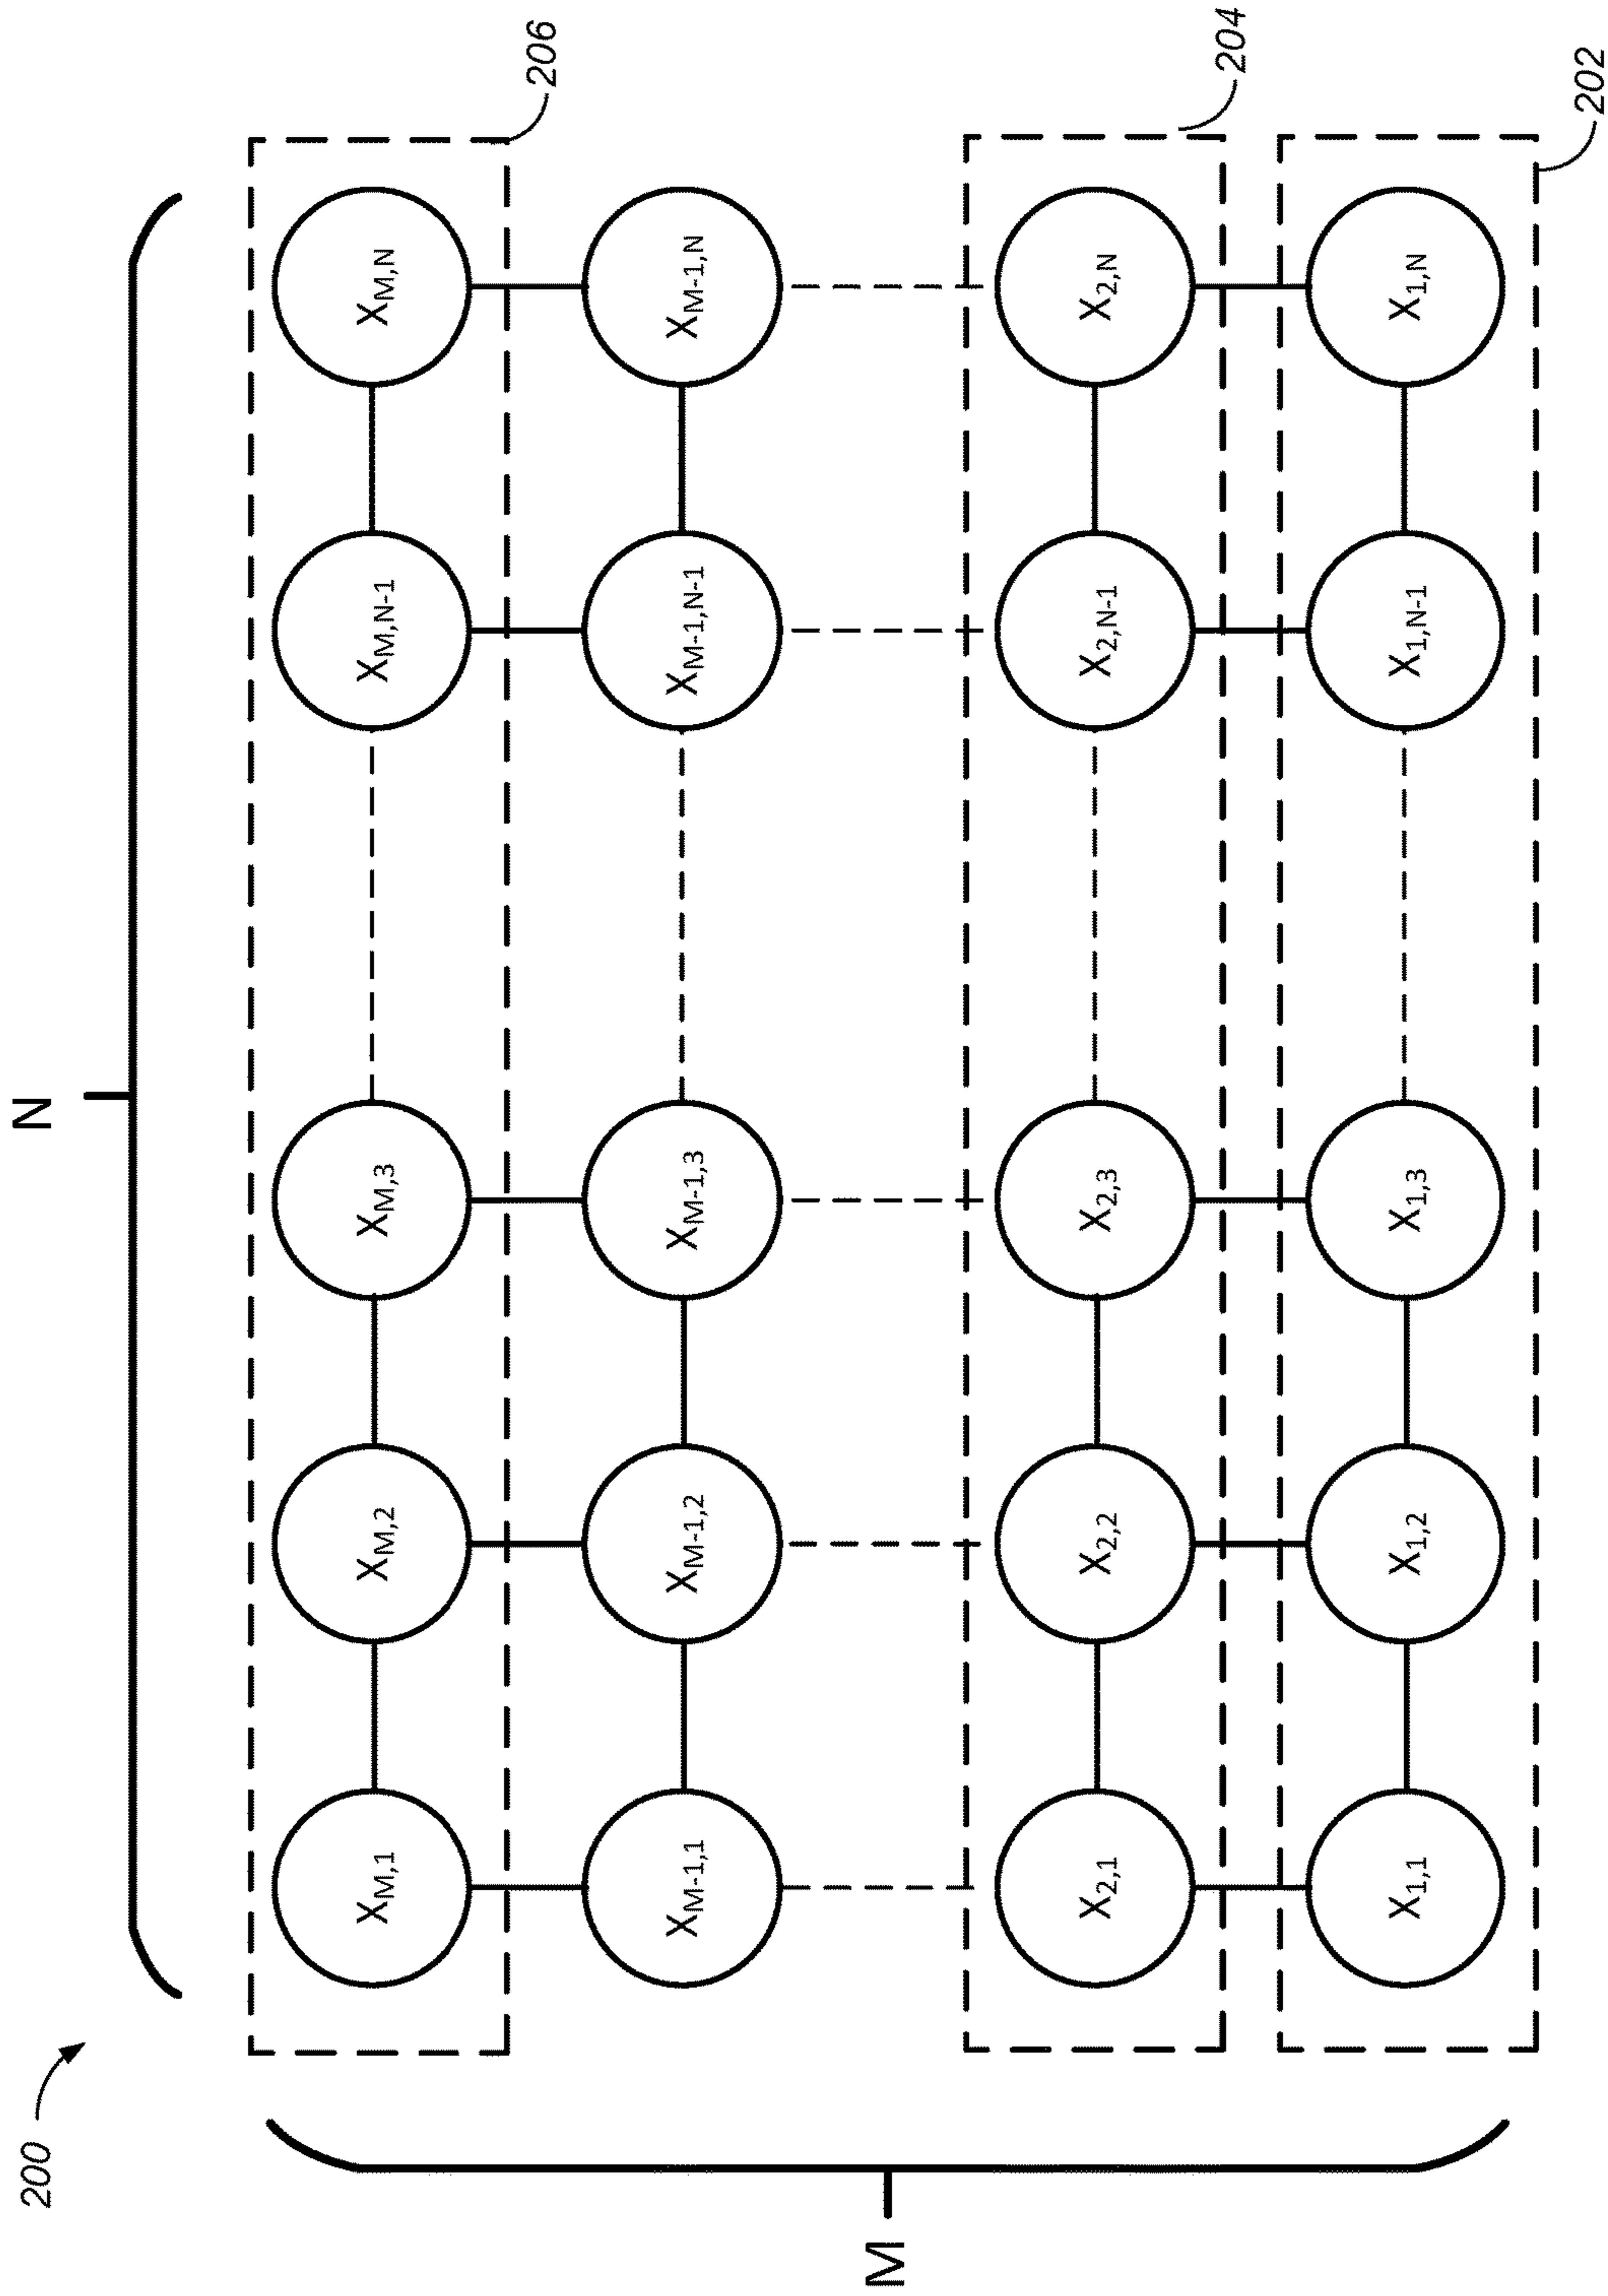 200
N
X_{M,1} X_{M,2} X_{M,3} X_{M,N-1} X_{M,N}
206
X_{M-1,1} X_{M-1,2} X_{M-1,3} X_{M-1,N-1} X_{M-1,N}
M
X_{2,1} X_{2,2} X_{2,3} X_{2,N-1} X_{2,N}
204
X_{1,1} X_{1,2} X_{1,3} X_{1,N-1} X_{1,N}
202